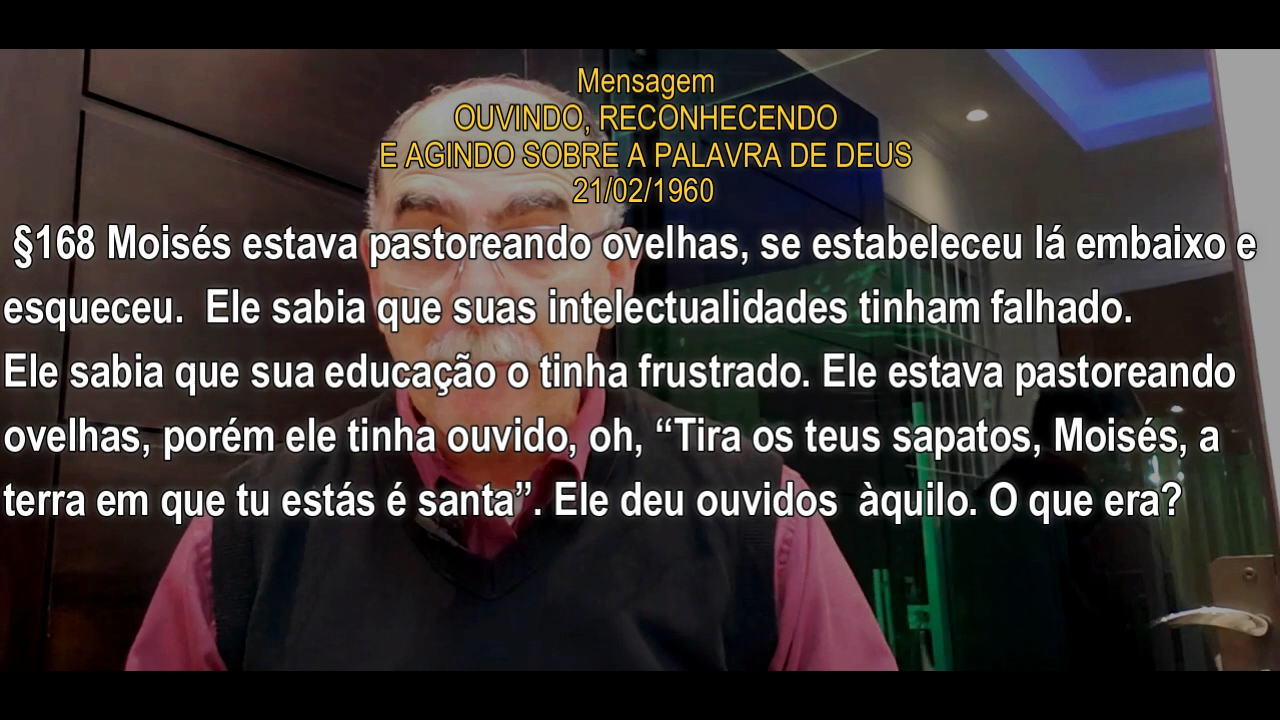 Mensagem
OUVINDO, RECONHECENDO
E AGINDO SOBRE A PALAVRA DE DEUS
21/02/1960
§168 Moisés estava pastoreando ovelhas, se estabeleceu lá embaixo e
esqueceu. Ele sabia que suas intelectualidades tinham falhado.
Ele sabia que sua educação o tinha frustrado. Ele estava pastoreando
ovelhas, porém ele tinha ouvido, oh, “Tira os teus sapatos, Moisés, a
terra em que tu estás é santa” . Ele deu ouvidos àquilo. O que era?